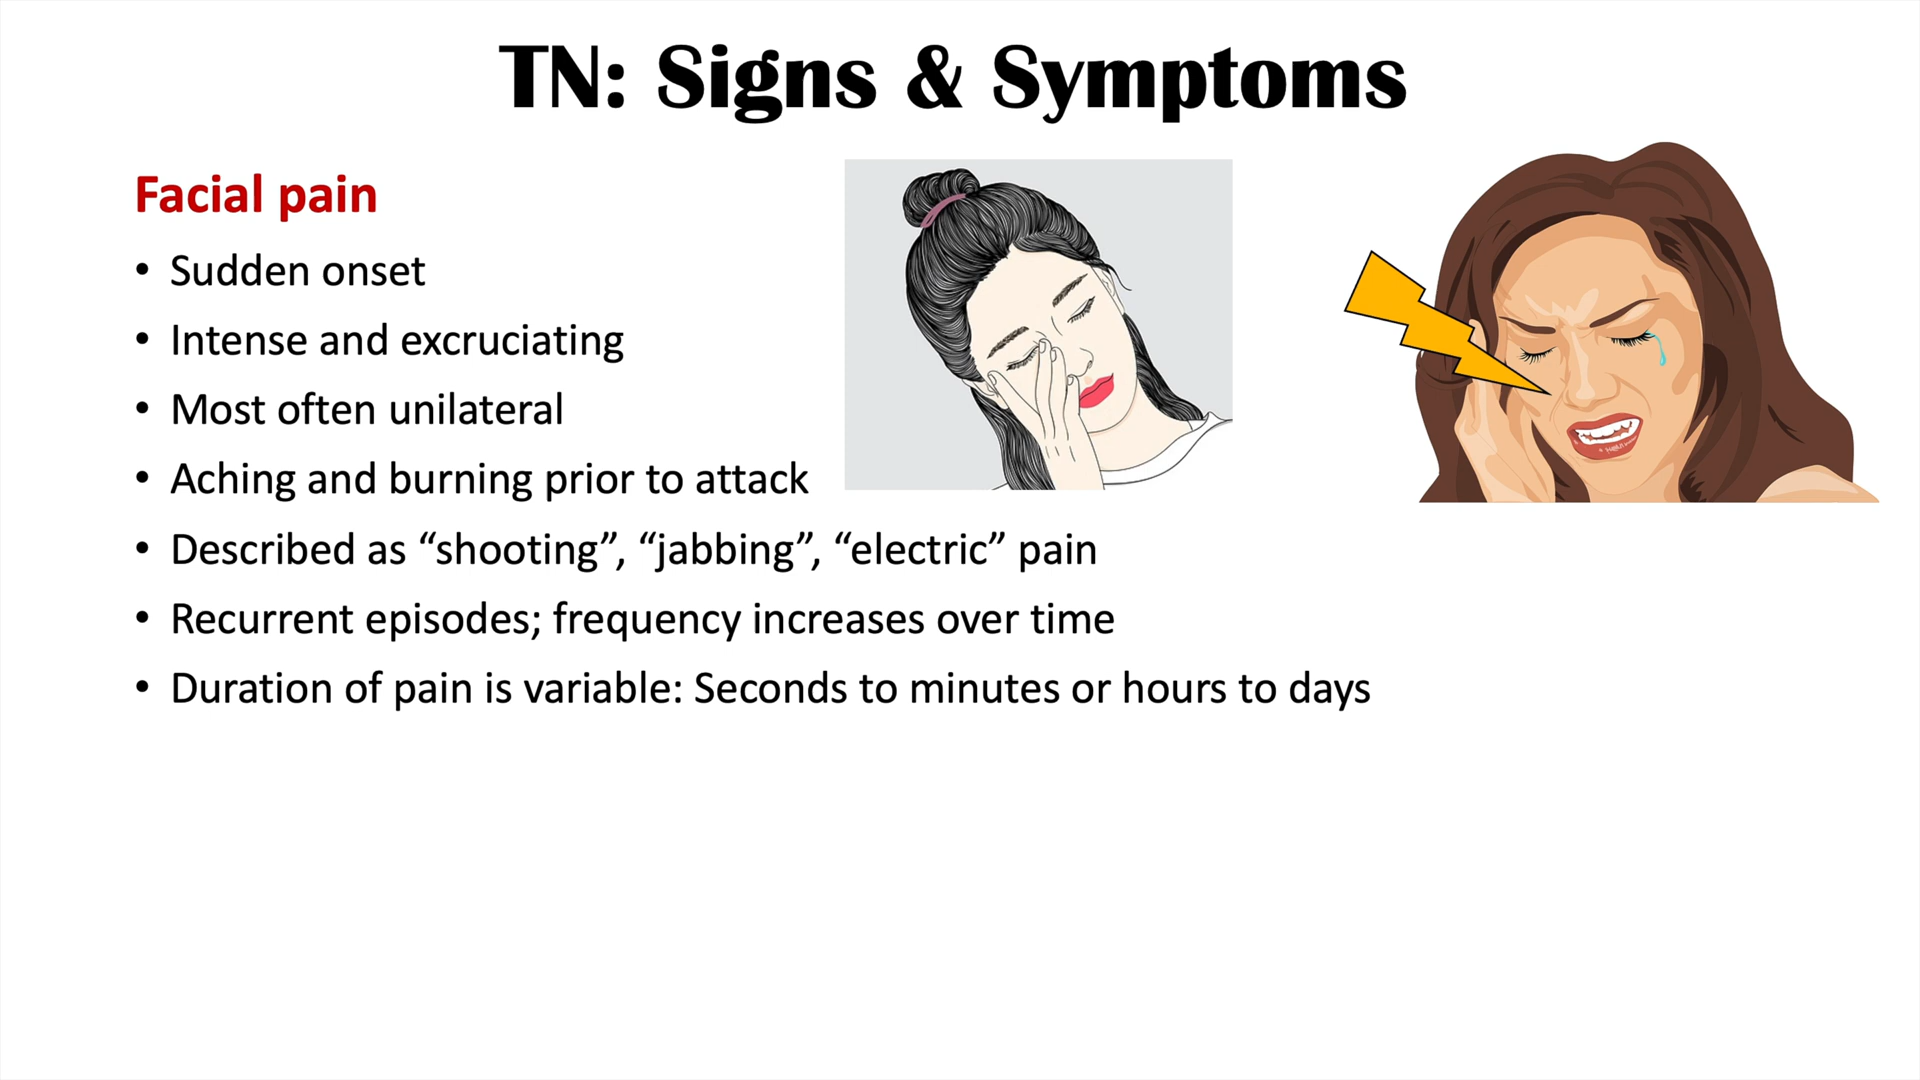 TN: Signs & Symptoms
Facial pain
• Sudden onset
• Intense and excruciating
• Most often unilateral
• Aching and burning prior to attack
• Described as “shooting”, “jabbing”, “electric” pain
• Recurrent episodes; frequency increases over time
• Duration of pain is variable: Seconds to minutes or hours to days